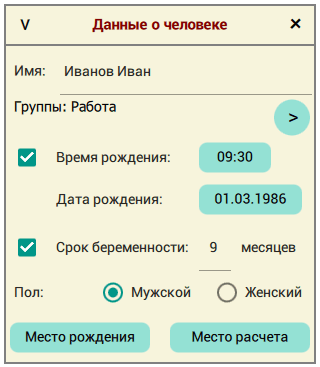 V Данные о человеке ×
Имя: Иванов Иван
Группы: Работа
>
Время рождения: 09:30
Дата рождения: 01.03.1986
Срок беременности: 9 месяцев
Пол: Мужской Женский
Место рождения Место расчета